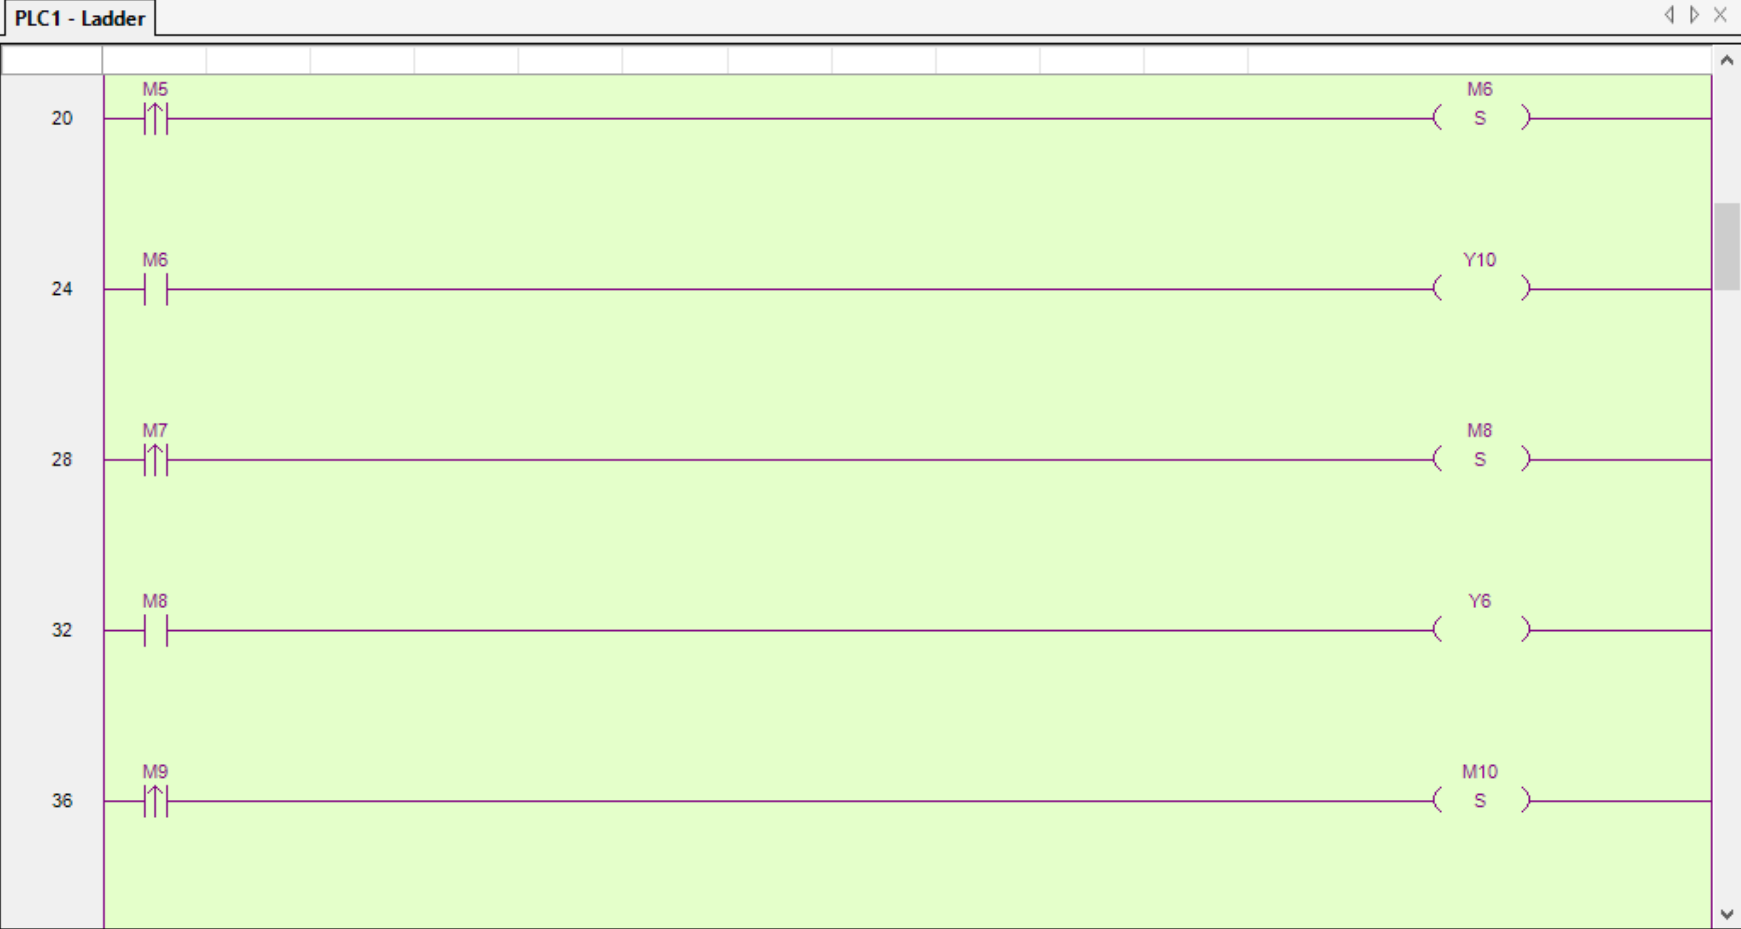 PLC1 - Ladder
M5 M6
20 S
M6 Y10
24
M7 M8
28 S
M8 Y6
32
M9 M10
36 S